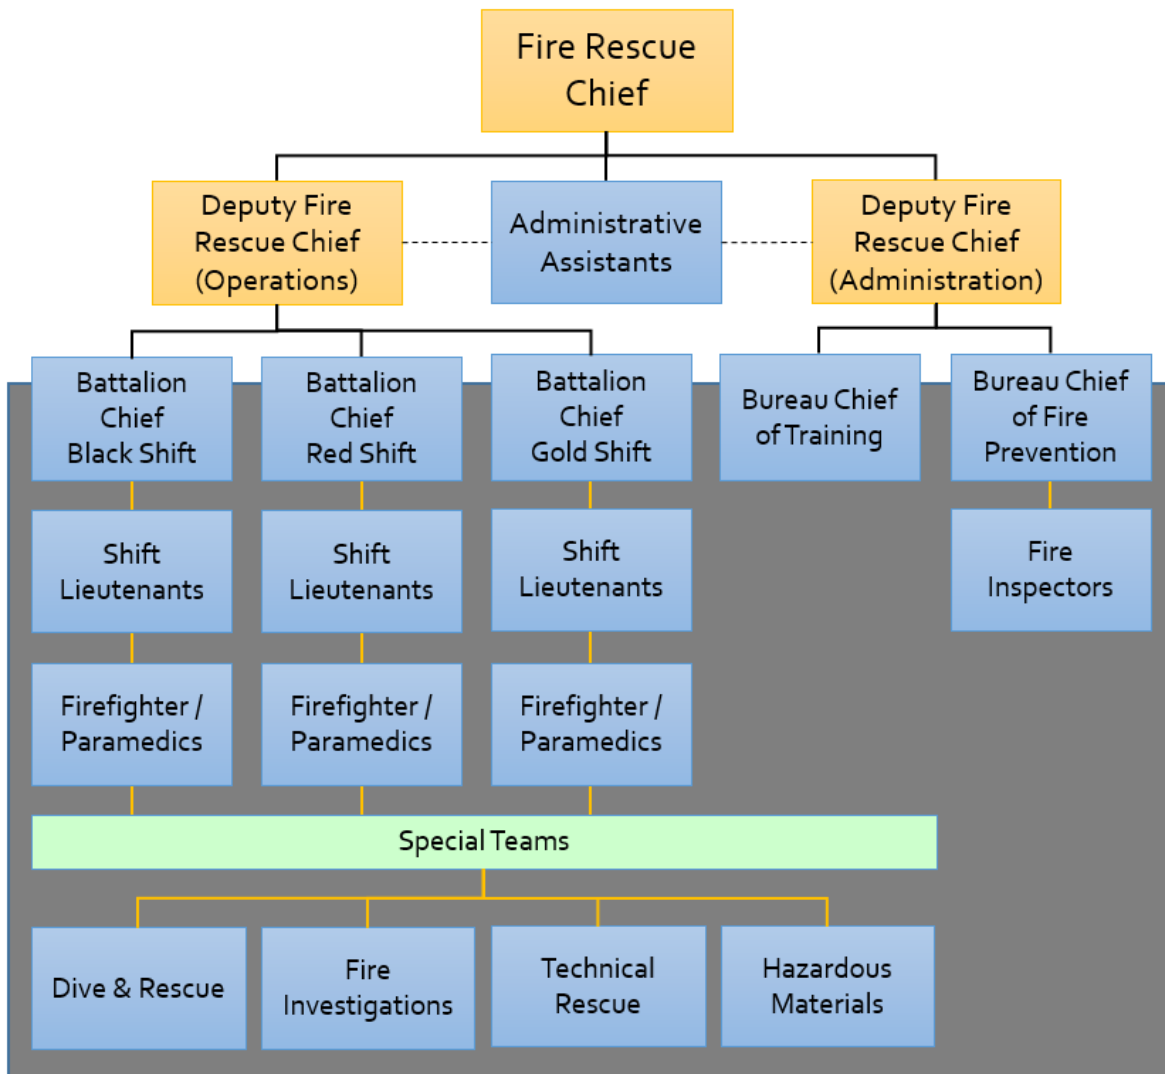 Fire Rescue
Chief
Deputy Fire
Rescue Chief
(Operations)
Administrative
Assistants
Deputy Fire
Rescue Chief
(Administration)
Battalion
Chief
Black Shift
Battalion
Chief
Red Shift
Battalion
Chief
Gold Shift
Bureau Chief
of Training
Bureau Chief
of Fire
Prevention
Shift
Lieutenants
Shift
Lieutenants
Shift
Lieutenants
Fire
Inspectors
Firefighter /
Paramedics
Firefighter /
Paramedics
Firefighter /
Paramedics
Special Teams
Dive & Rescue
Fire
Investigations
Technical
Rescue
Hazardous
Materials